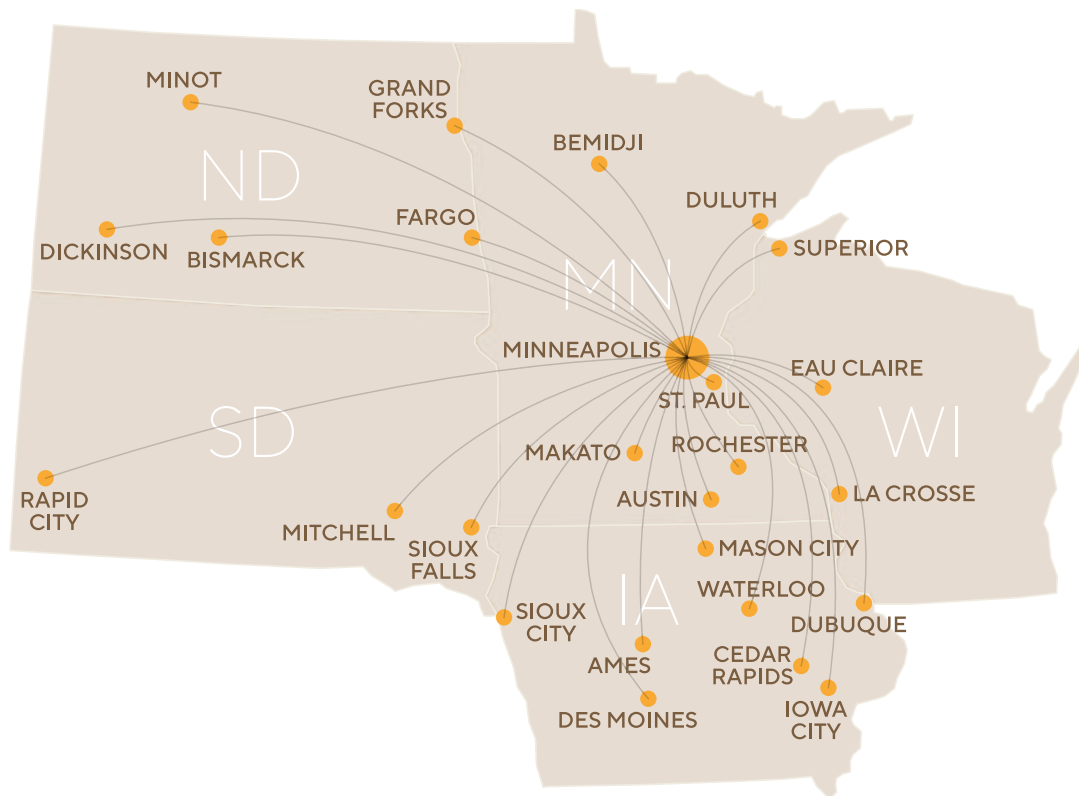 MINOT
GRAND
FORKS
BEMIDJI
ND
DULUTH
FARGO
SUPERIOR
DICKINSON
BISMARCK
MN
MINNEAPOLIS
EAU CLAIRE
ST. PAUL
SD
WI
ROCHESTER
MAKATO
RAPID
CITY
AUSTIN
LA CROSSE
MITCHELL
SIOUX
FALLS
MASON CITY
IA
WATERLOO
SIOUX
CITY
DUBUQUE
AMES
CEDAR
RAPIDS
DES MOINES
IOWA
CITY